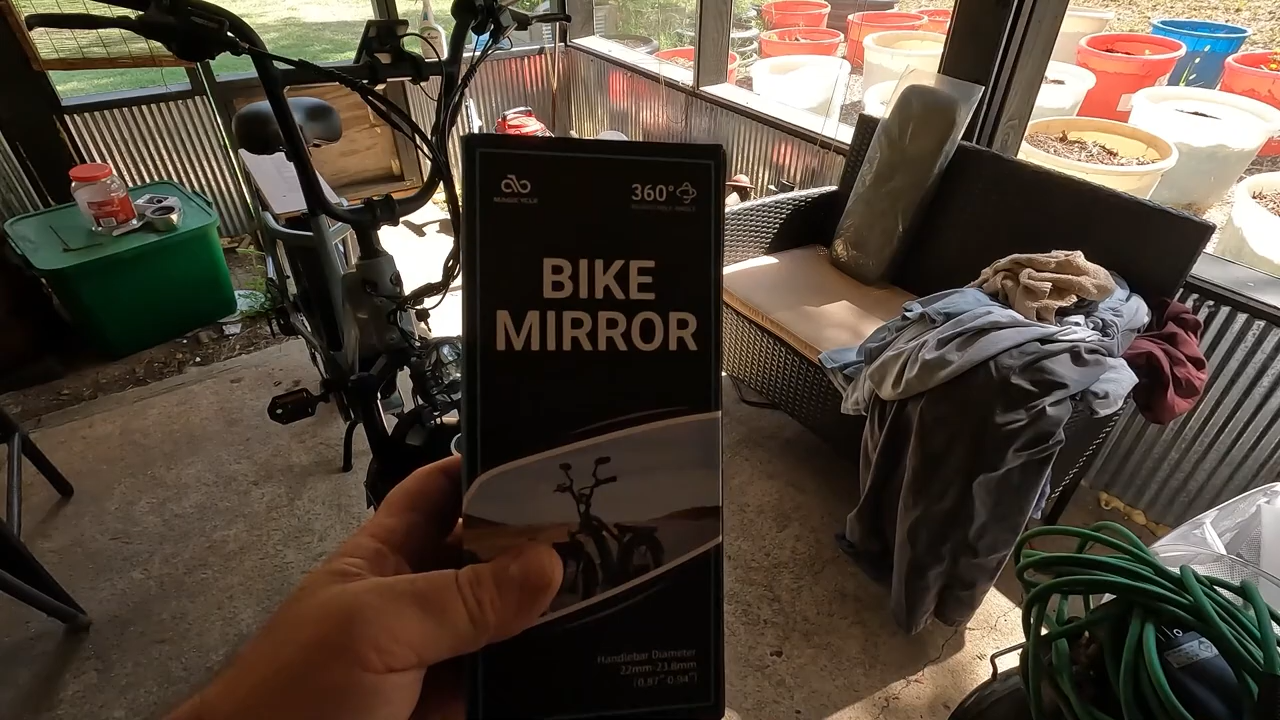 360°
BIKE
MIRROR
Handlebar Diameter
22mm-23.8mm
(0.87"-0.94")